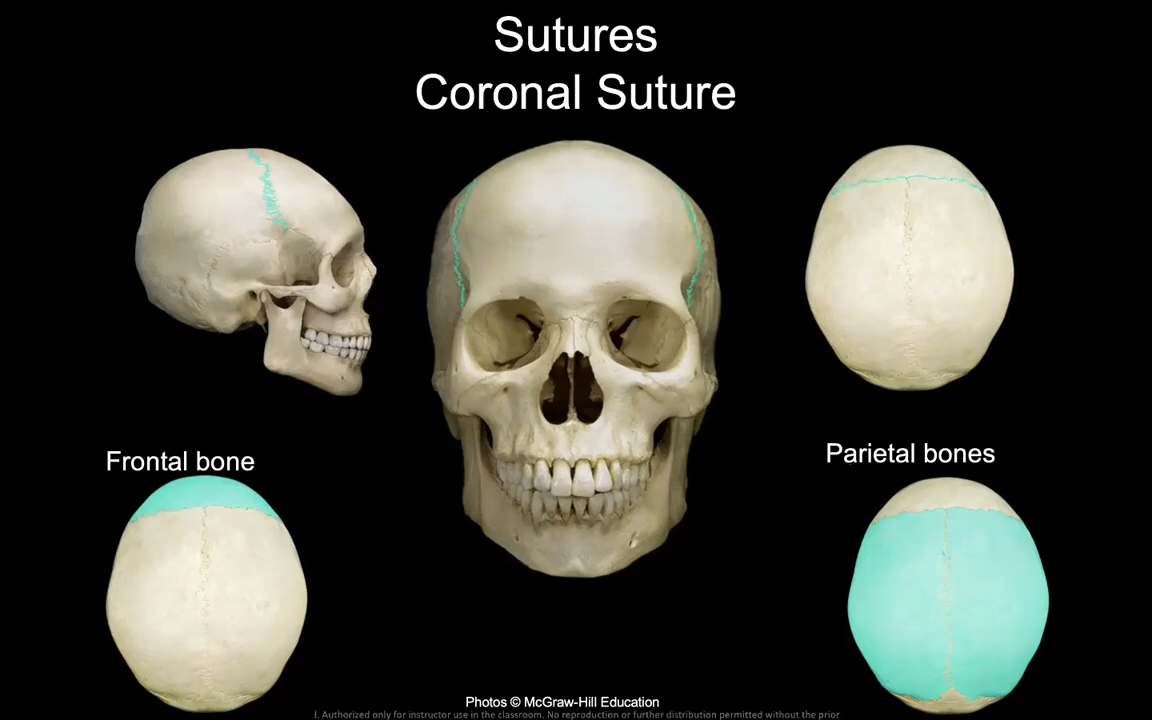 Sutures
Coronal Suture
Frontal bone
Parietal bones
Photos © McGraw-Hill Education
I. Authorized only for instructor use in the classroom. No reproduction or further distribution permitted without the prior